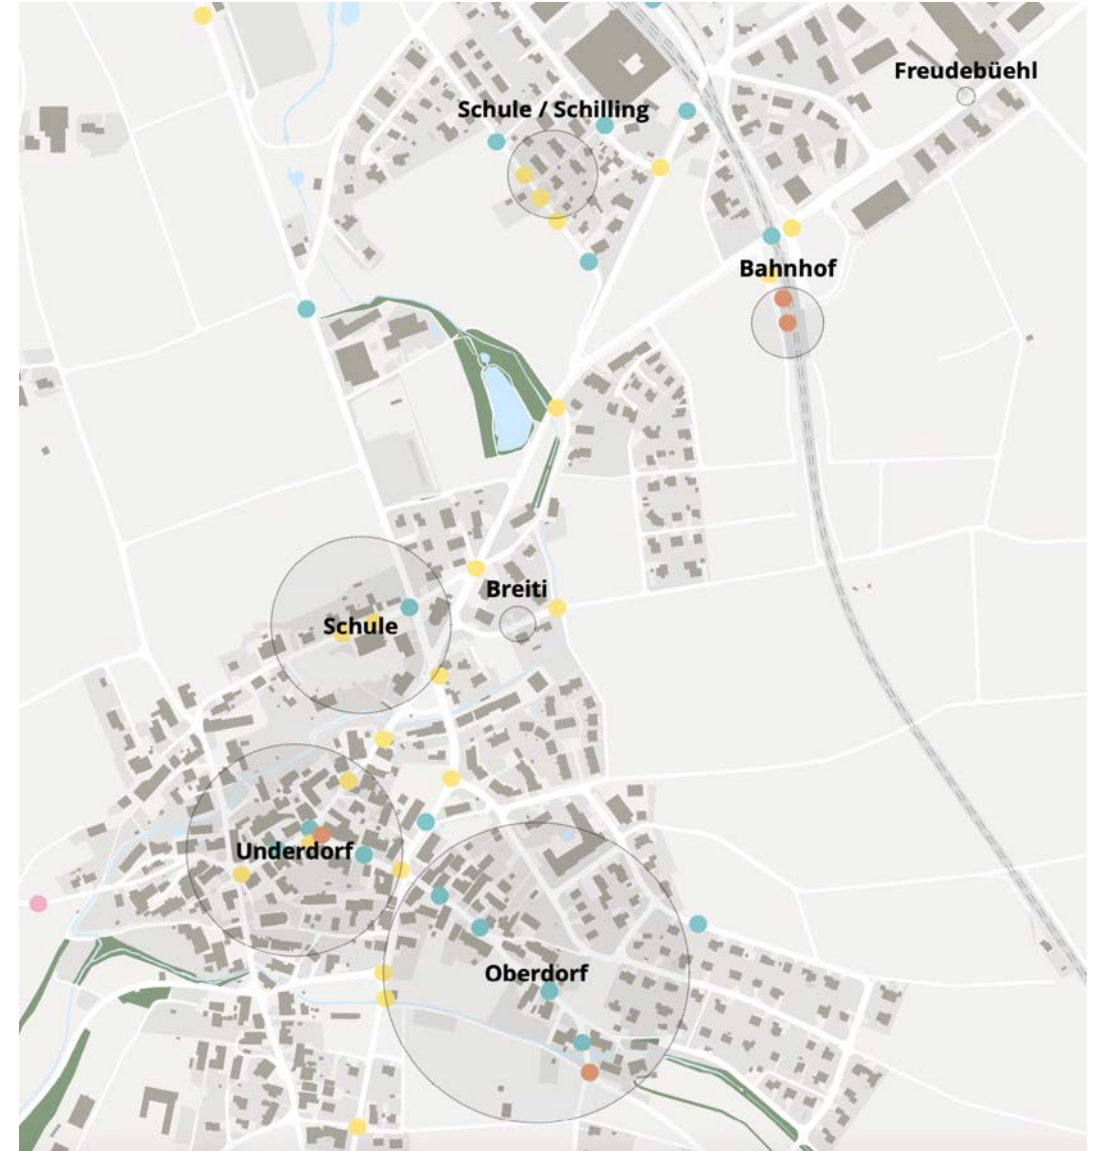 Freudebüehl
Schule / Schilling
Bahnhof
Breiti
Schule
Underdorf
Oberdorf